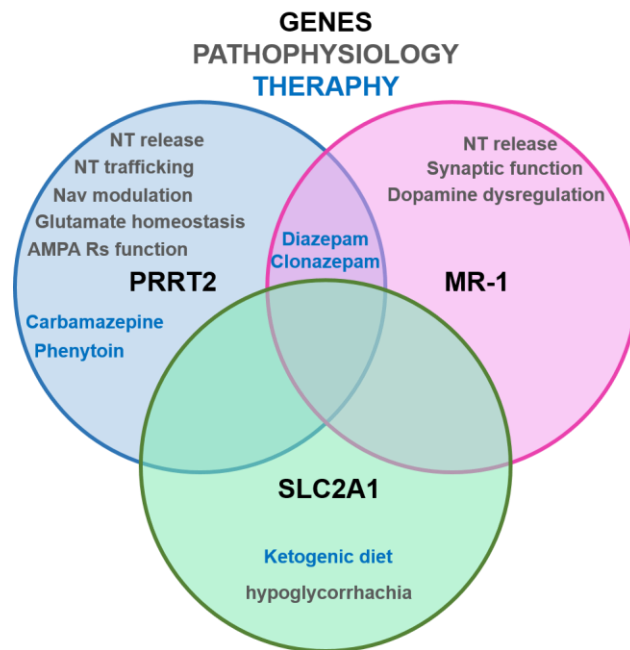 GENES
PATHOPHYSIOLOGY
THERAPHY
NT release
NT trafficking
Nav modulation
Glutamate homeostasis
AMPA Rs function
PRRT2
Carbamazepine
Phenytoin
Diazepam
Clonazepam
NT release
Synaptic function
Dopamine dysregulation
MR-1
SLC2A1
Ketogenic diet
hypoglycorrhachia